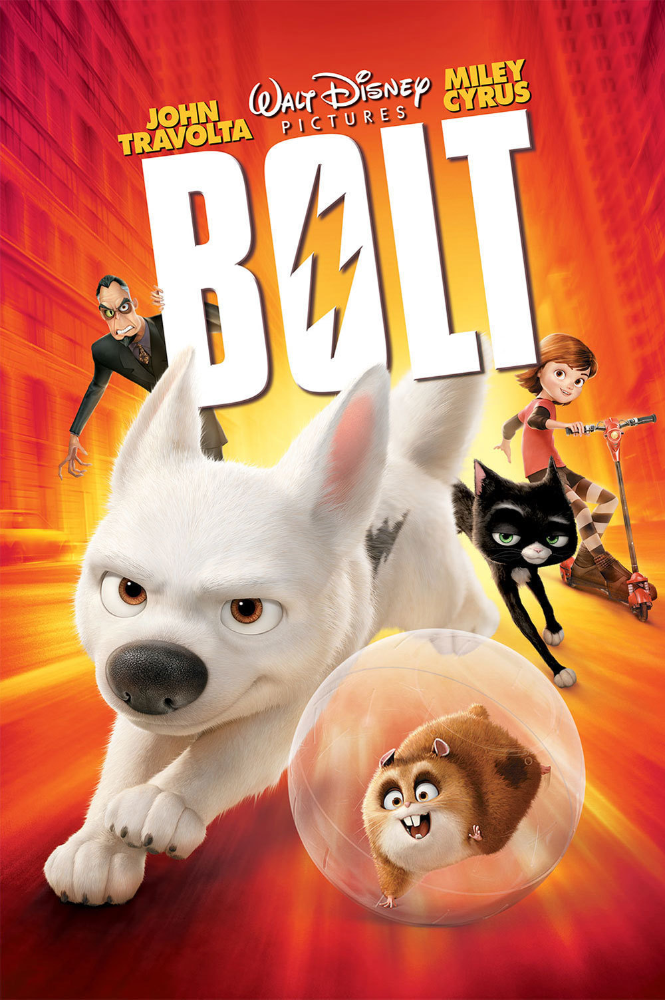 JOHN
TRAVOLTA
WALT DISNEY
PICTURES
MILEY
CYRUS
BOLT